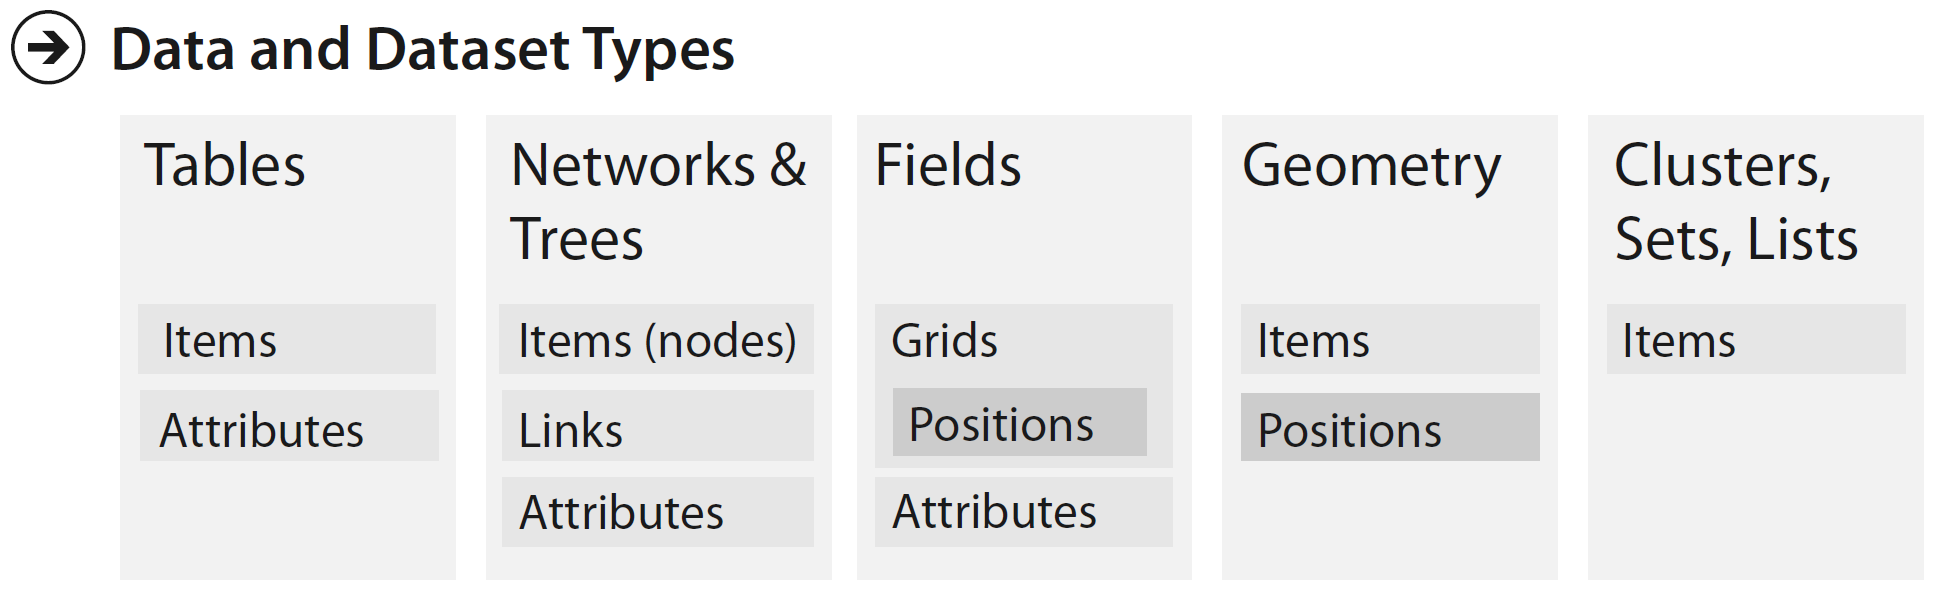 Data and Dataset Types
Tables
Items
Attributes
Networks &
Trees
Items (nodes)
Links
Attributes
Fields
Grids
Positions
Attributes
Geometry
Items
Positions
Clusters,
Sets, Lists
Items